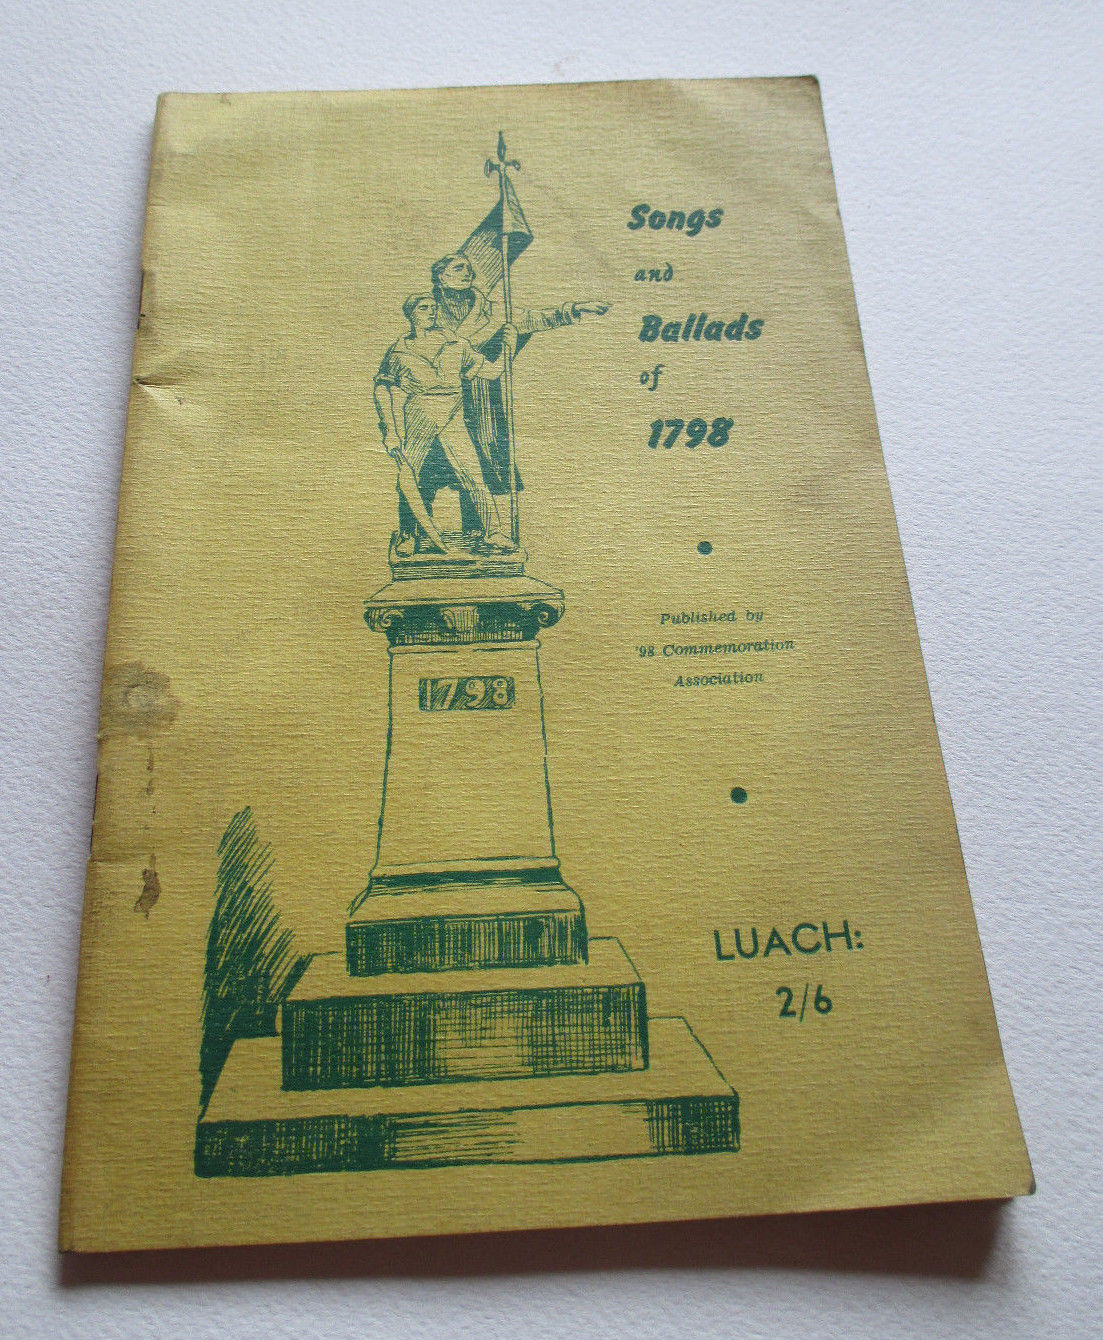 Songs
and
Ballads
of
1798
Published by
'98 Commemoration
Association
1798
LUACH:
2/6